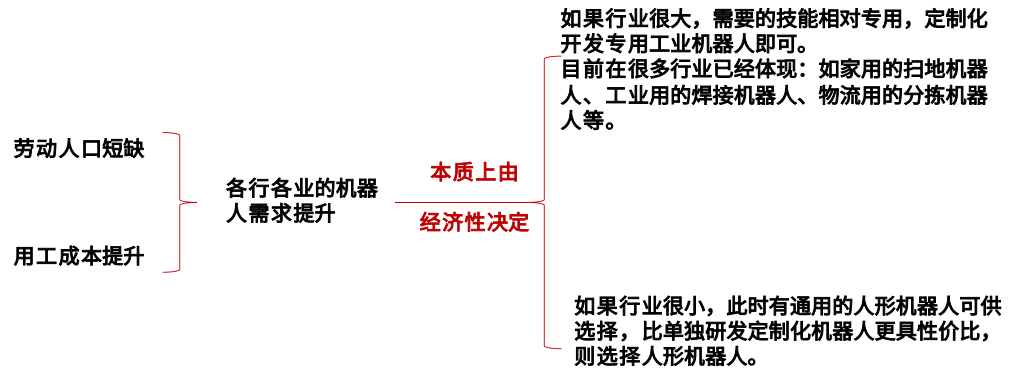 劳动人口短缺
用工成本提升
各行各业的机器
人需求提升
本质上由
经济性决定
如果行业很大，需要的技能相对专用，定制化
开发专用工业机器人即可。
目前在很多行业已经体现：如家用的扫地机器
人、工业用的焊接机器人、物流用的分拣机器
人等。
如果行业很小，此时有通用的人形机器人可供
选择，比单独研发定制化机器人更具性价比，
则选择人形机器人。